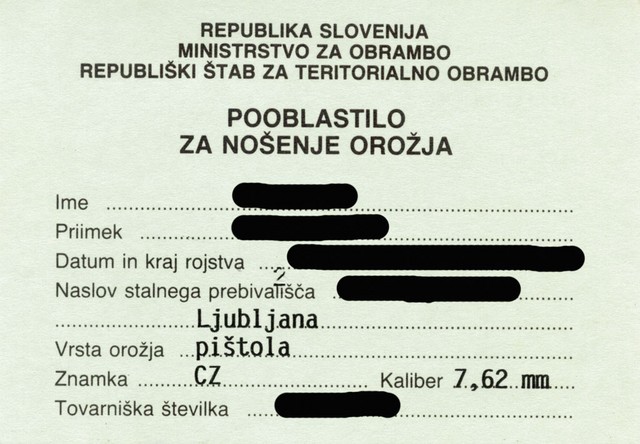 REPUBLIKA SLOVENIJA
MINISTRSTVO ZA OBRAMBO
REPUBLIŠKI ŠTAB ZA TERITORIALNO OBRAMBO
POOBLASTILO
ZA NOŠENJE OROŽJA
Ime
Priimek
Datum in kraj rojstva
Naslov stalnega prebivališča
Ljubljana
Vrsta orožja pištola
Znamka CZ Kaliber 7,62 mm
Tovarniška številka